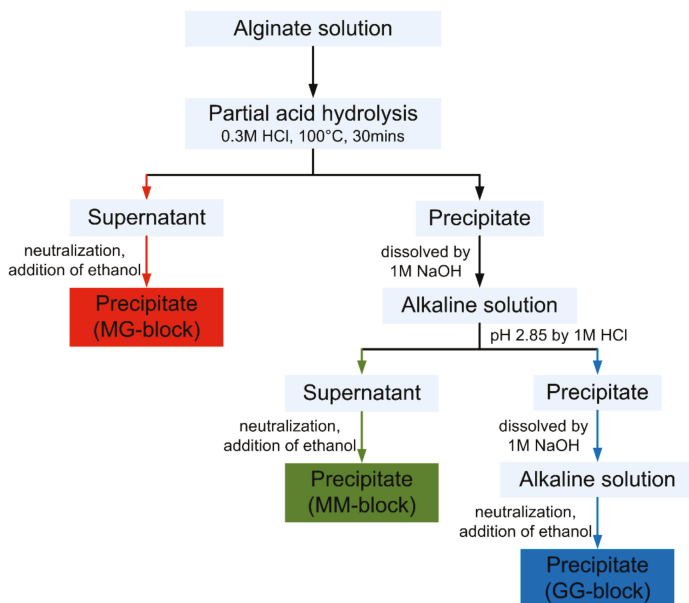 Alginate solution
Partial acid hydrolysis
0.3M HCl, 100°C, 30mins
Supernatant
Precipitate
neutralization,
addition of ethanol
dissolved by
1M NaOH
Precipitate
(MG-block)
Alkaline solution
pH 2.85 by 1M HCl
Supernatant
Precipitate
neutralization,
addition of ethanol
dissolved by
1M NaOH
Precipitate
(MM-block)
Alkaline solution
neutralization,
addition of ethanol
Precipitate
(GG-block)